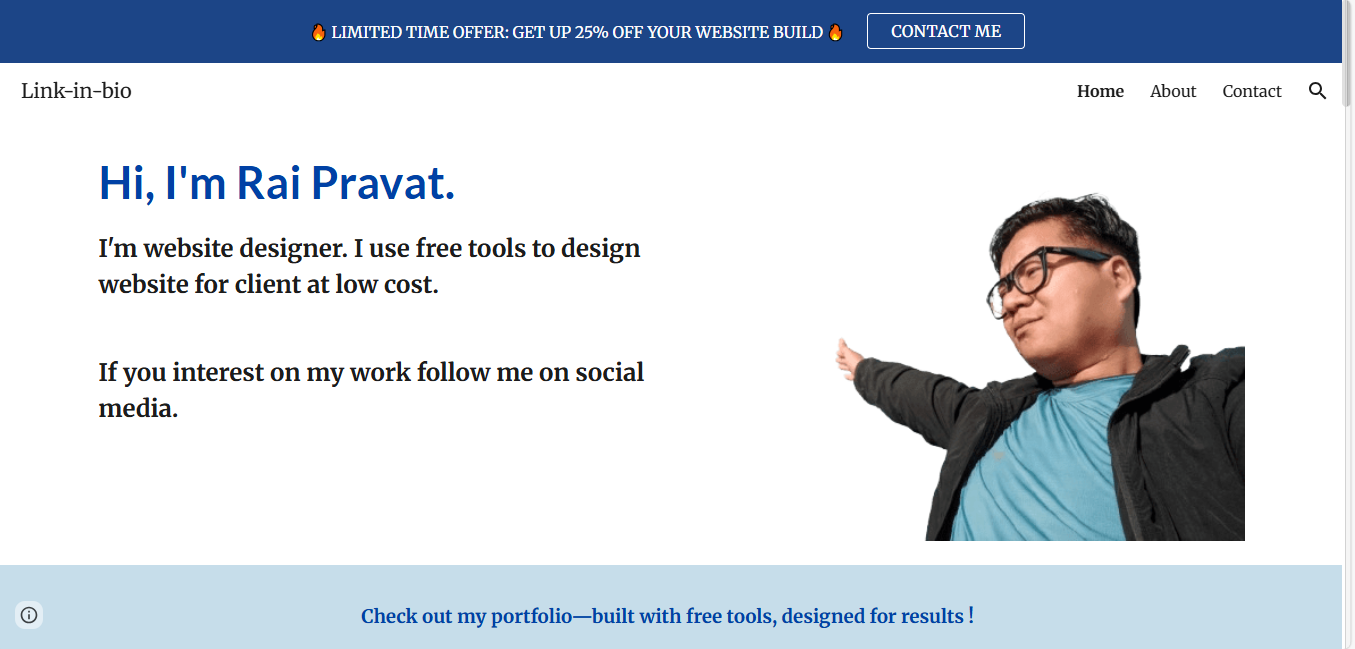 🔥 LIMITED TIME OFFER: GET UP 25% OFF YOUR WEBSITE BUILD 🔥
CONTACT ME
Link-in-bio
Home
About
Contact
Hi, I'm Rai Pravat.
I'm website designer. I use free tools to design
website for client at low cost.
If you interest on my work follow me on social
media.
Check out my portfolio—built with free tools, designed for results !